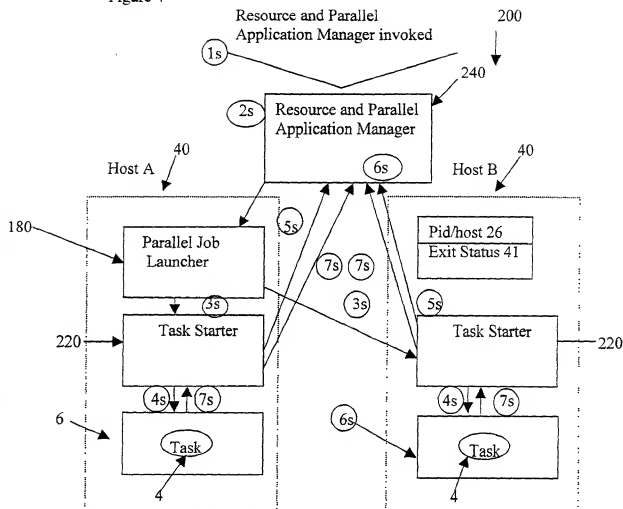 Resource and Parallel
Application Manager invoked
200
1s
240
2s
Resource and Parallel
Application Manager
6s
Host A
40
Host B
40
180
Parallel Job
Launcher
5s
Pid/host 26
Exit Status 41
7s
7s
3s
3s
5s
220
Task Starter
Task Starter
220
4s
7s
4s
7s
6
6s
Task
Task
4
4